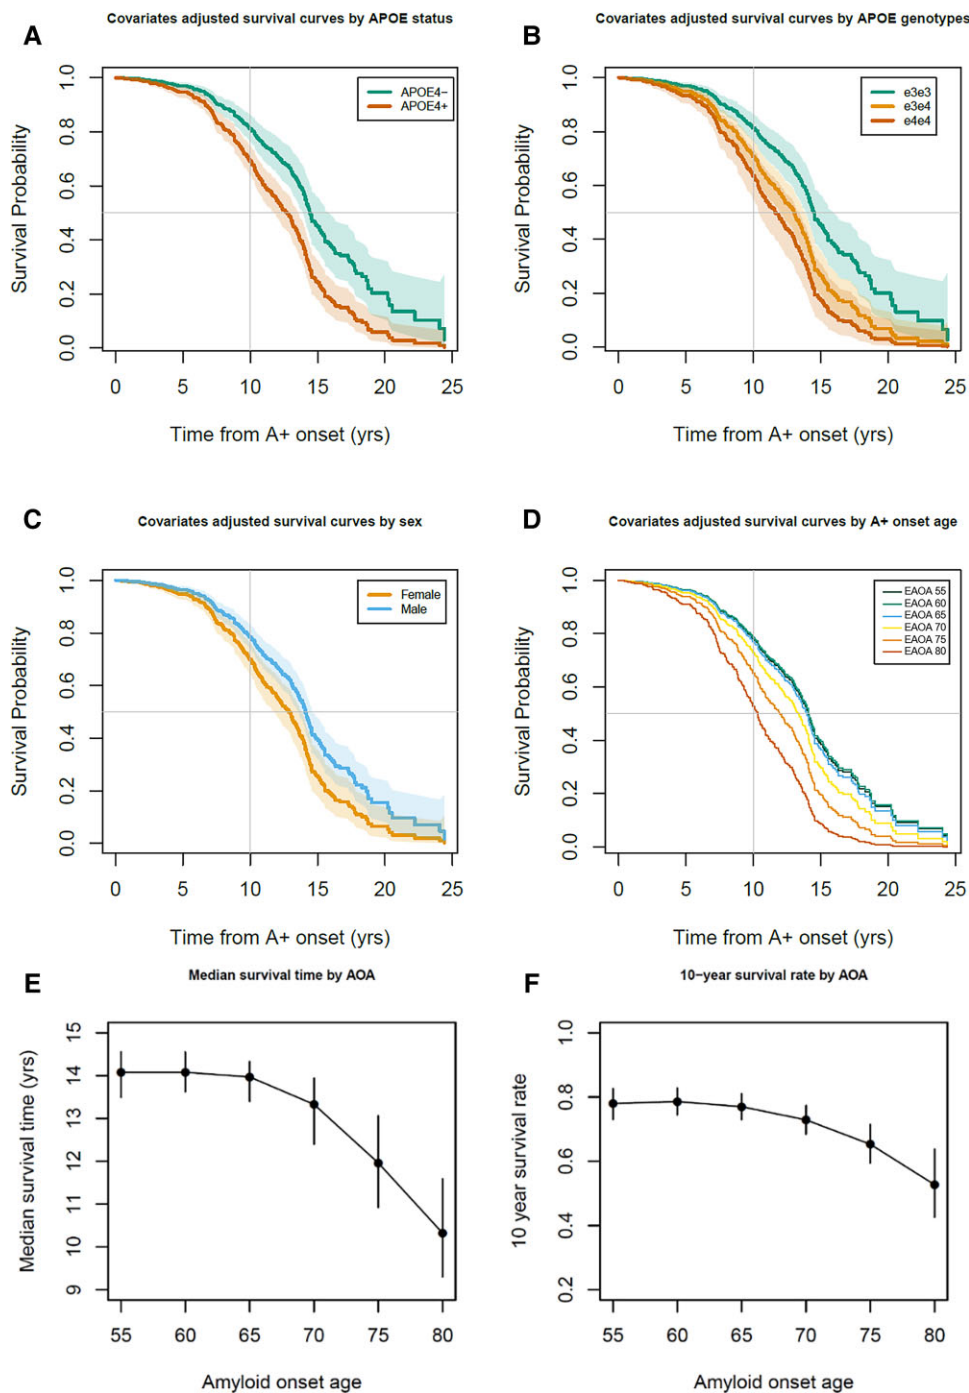 A
Covariates adjusted survival curves by APOE status
Survival Probability
1.0
0.8
0.6
0.4
0.2
0.0
APOE4−
APOE4+
0 5 10 15 20 25
Time from A+ onset (yrs)
B
Covariates adjusted survival curves by APOE genotypes
Survival Probability
1.0
0.8
0.6
0.4
0.2
0.0
e3e3
e3e4
e4e4
0 5 10 15 20 25
Time from A+ onset (yrs)
C
Covariates adjusted survival curves by sex
Survival Probability
1.0
0.8
0.6
0.4
0.2
0.0
Female
Male
0 5 10 15 20 25
Time from A+ onset (yrs)
D
Covariates adjusted survival curves by A+ onset age
Survival Probability
1.0
0.8
0.6
0.4
0.2
0.0
EAOA 55
EAOA 60
EAOA 65
EAOA 70
EAOA 75
EAOA 80
0 5 10 15 20 25
Time from A+ onset (yrs)
E
Median survival time by AOA
Median survival time (yrs)
15
14
13
12
11
10
9
55 60 65 70 75 80
Amyloid onset age
F
10−year survival rate by AOA
10 year survival rate
1.0
0.8
0.6
0.4
0.2
55 60 65 70 75 80
Amyloid onset age